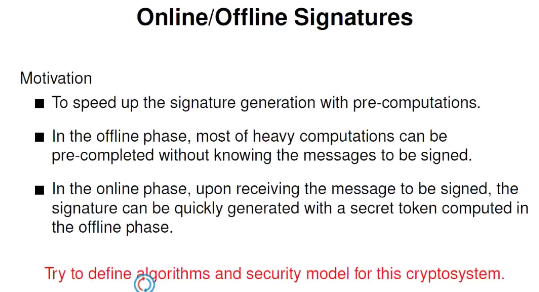 Online/Offline Signatures
Motivation
To speed up the signature generation with pre-computations.
In the offline phase, most of heavy computations can be
pre-completed without knowing the messages to be signed.
In the online phase, upon receiving the message to be signed, the
signature can be quickly generated with a secret token computed in
the offline phase.
Try to define algorithms and security model for this cryptosystem.